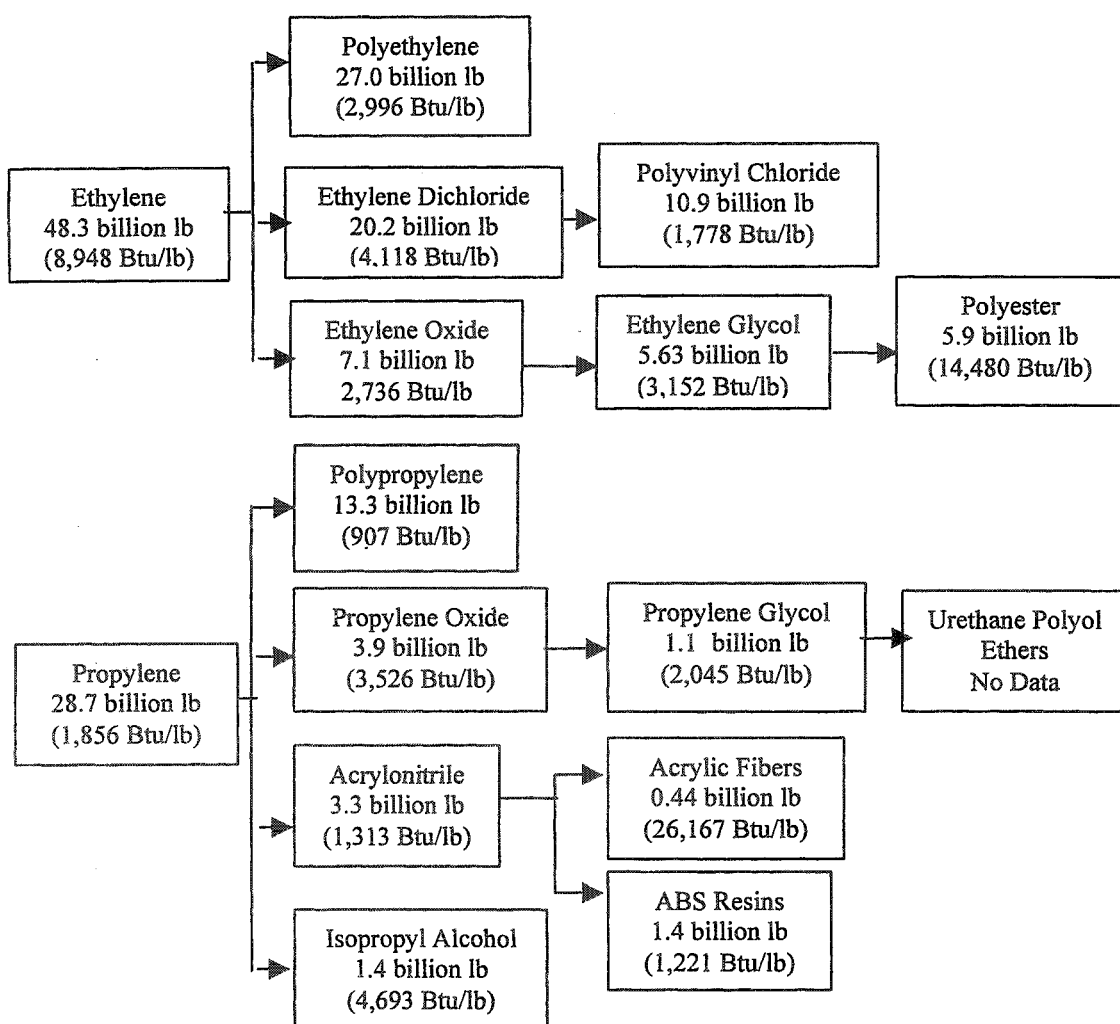 Polyethylene
27.0 billion lb
(2,996 Btu/lb)
Ethylene
48.3 billion lb
(8,948 Btu/lb)
Ethylene Dichloride
20.2 billion lb
(4,118 Btu/lb)
Polyvinyl Chloride
10.9 billion lb
(1,778 Btu/lb)
Ethylene Oxide
7.1 billion lb
2,736 Btu/lb
Ethylene Glycol
5.63 billion lb
(3,152 Btu/lb)
Polyester
5.9 billion lb
(14,480 Btu/lb)
Polypropylene
13.3 billion lb
(907 Btu/lb)
Propylene
28.7 billion lb
(1,856 Btu/lb)
Propylene Oxide
3.9 billion lb
(3,526 Btu/lb)
Propylene Glycol
1.1 billion lb
(2,045 Btu/lb)
Urethane Polyol
Ethers
No Data
Acrylonitrile
3.3 billion lb
(1,313 Btu/lb)
Acrylic Fibers
0.44 billion lb
(26,167 Btu/lb)
ABS Resins
1.4 billion lb
(1,221 Btu/lb)
Isopropyl Alcohol
1.4 billion lb
(4,693 Btu/lb)